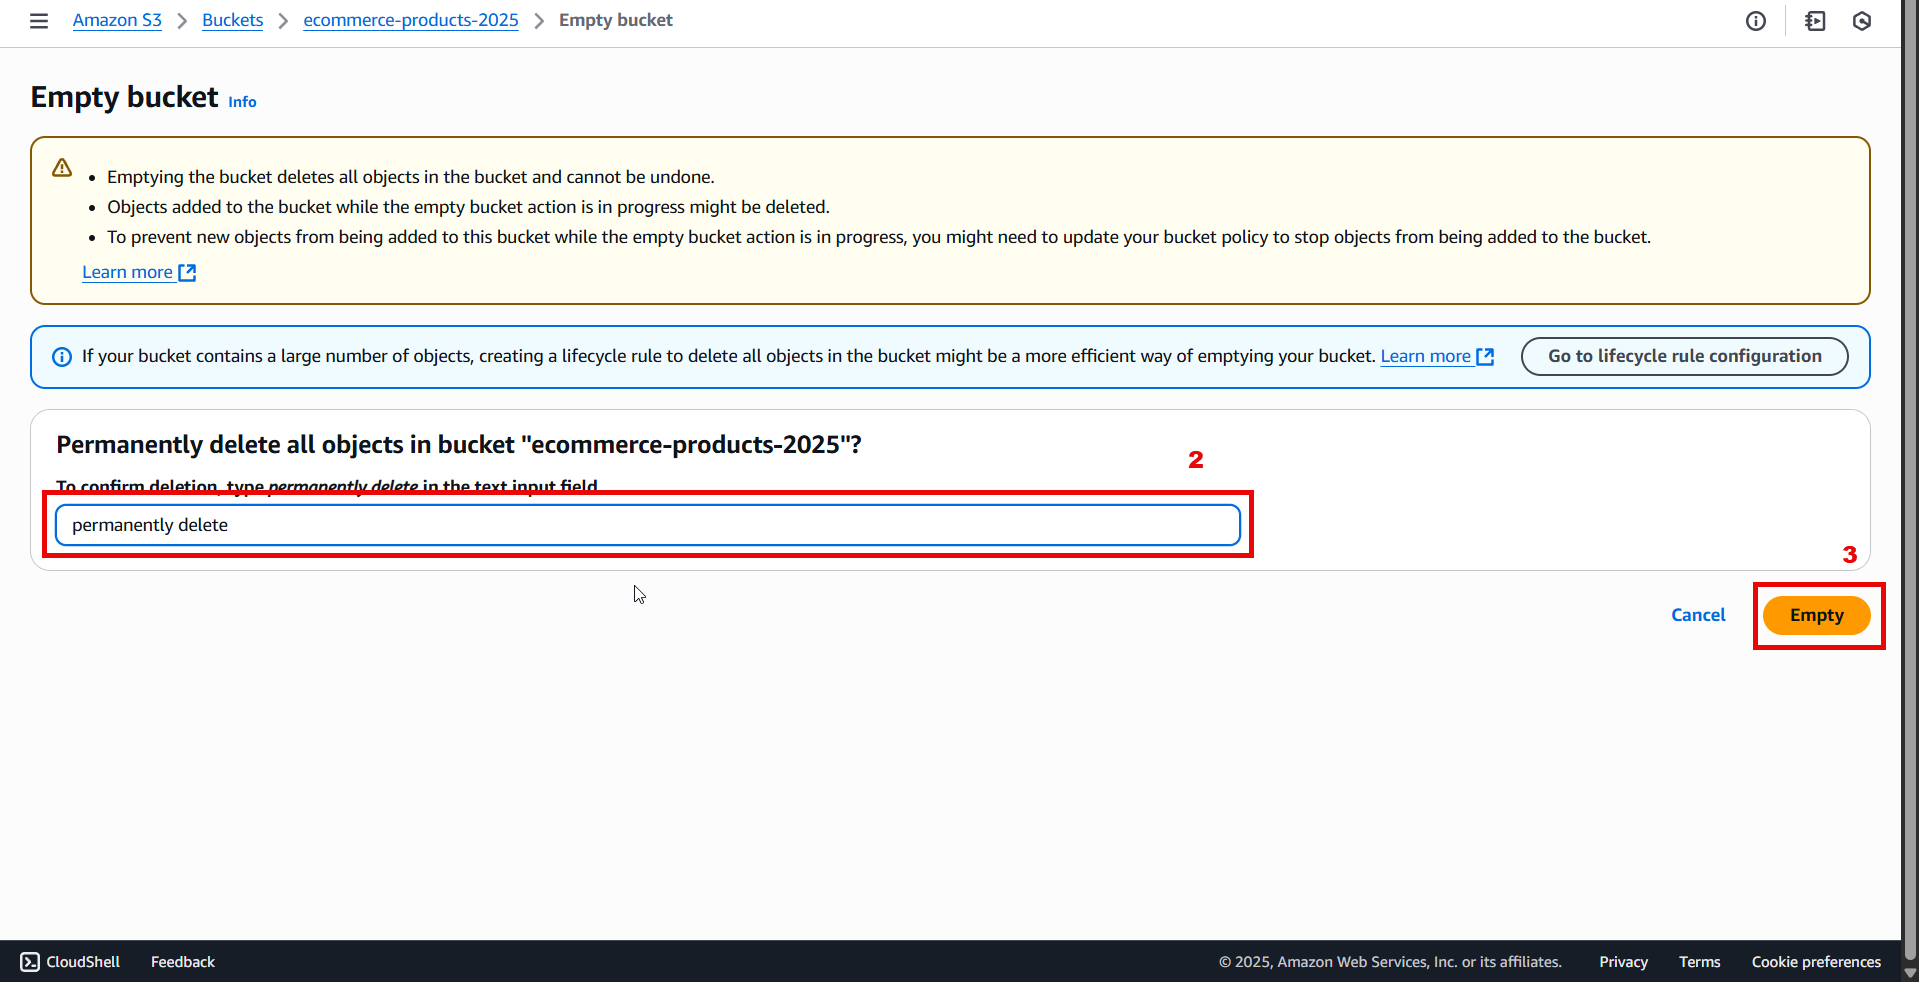 Amazon S3 > Buckets > ecommerce-products-2025 > Empty bucket
Empty bucket Info
• Emptying the bucket deletes all objects in the bucket and cannot be undone.
• Objects added to the bucket while the empty bucket action is in progress might be deleted.
• To prevent new objects from being added to this bucket while the empty bucket action is in progress, you might need to update your bucket policy to stop objects from being added to the bucket.
Learn more
If your bucket contains a large number of objects, creating a lifecycle rule to delete all objects in the bucket might be a more efficient way of emptying your bucket. Learn more Go to lifecycle rule configuration
Permanently delete all objects in bucket "ecommerce-products-2025"?
2
To confirm deletion, type permanently delete in the text input field.
permanently delete
3
Cancel Empty
CloudShell Feedback © 2025, Amazon Web Services, Inc. or its affiliates. Privacy Terms Cookie preferences